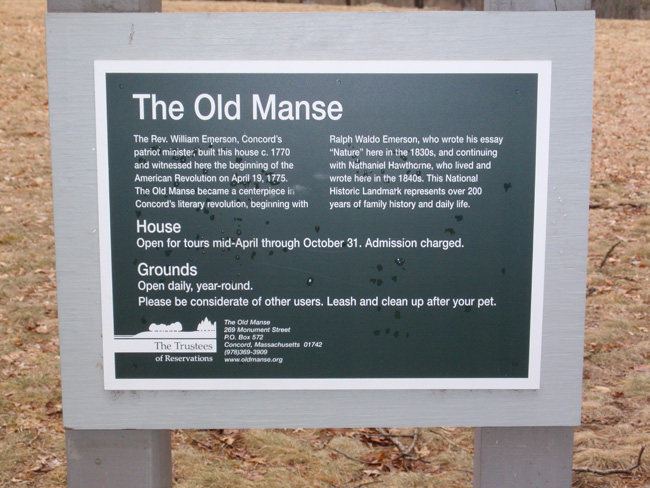 The Old Manse
The Rev. William Emerson, Concord's
patriot minister, built this house c. 1770
and witnessed here the beginning of the
American Revolution on April 19, 1775.
The Old Manse became a centerpiece in
Concord's literary revolution, beginning with
Ralph Waldo Emerson, who wrote his essay
"Nature" here in the 1830s, and continuing
with Nathaniel Hawthorne, who lived and
wrote here in the 1840s. This National
Historic Landmark represents over 200
years of family history and daily life.
House
Open for tours mid-April through October 31. Admission charged.
Grounds
Open daily, year-round.
Please be considerate of other users. Leash and clean up after your pet.
The Trustees
of Reservations
The Old Manse
269 Monument Street
P.O. Box 572
Concord, Massachusetts 01742
(978)369-3909
www.oldmanse.org